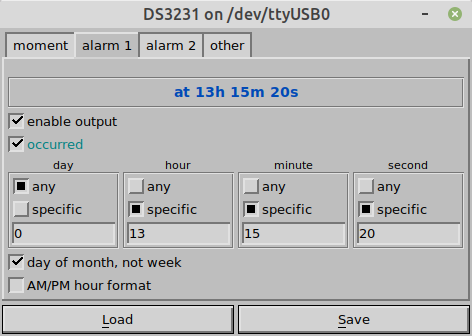 DS3231 on /dev/ttyUSB0
moment alarm 1 alarm 2 other
at 13h 15m 20s
enable output
occurred
day hour minute second
any any any any
specific specific specific specific
0 13 15 20
day of month, not week
AM/PM hour format
Load Save